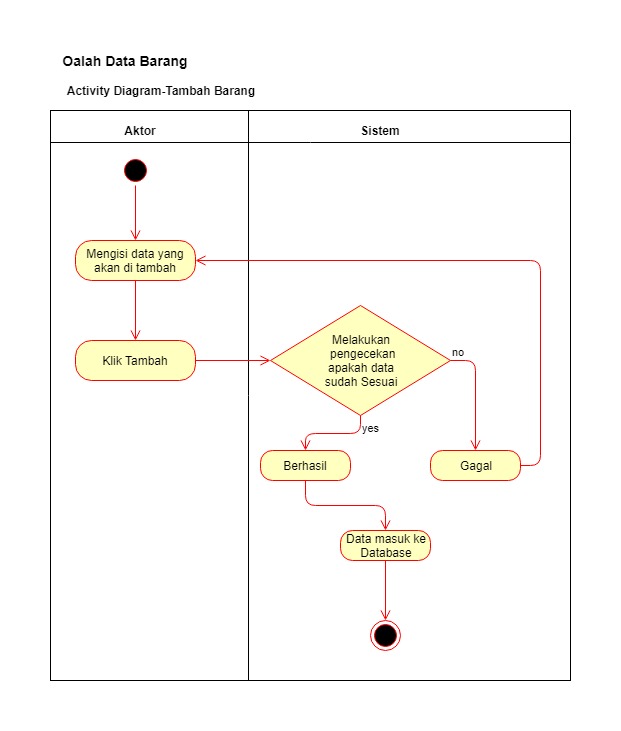 Oalah Data Barang
Activity Diagram-Tambah Barang
Aktor
Sistem
Mengisi data yang
akan di tambah
Klik Tambah
Melakukan
pengecekan
apakah data
sudah Sesuai
no
yes
Berhasil
Gagal
Data masuk ke
Database